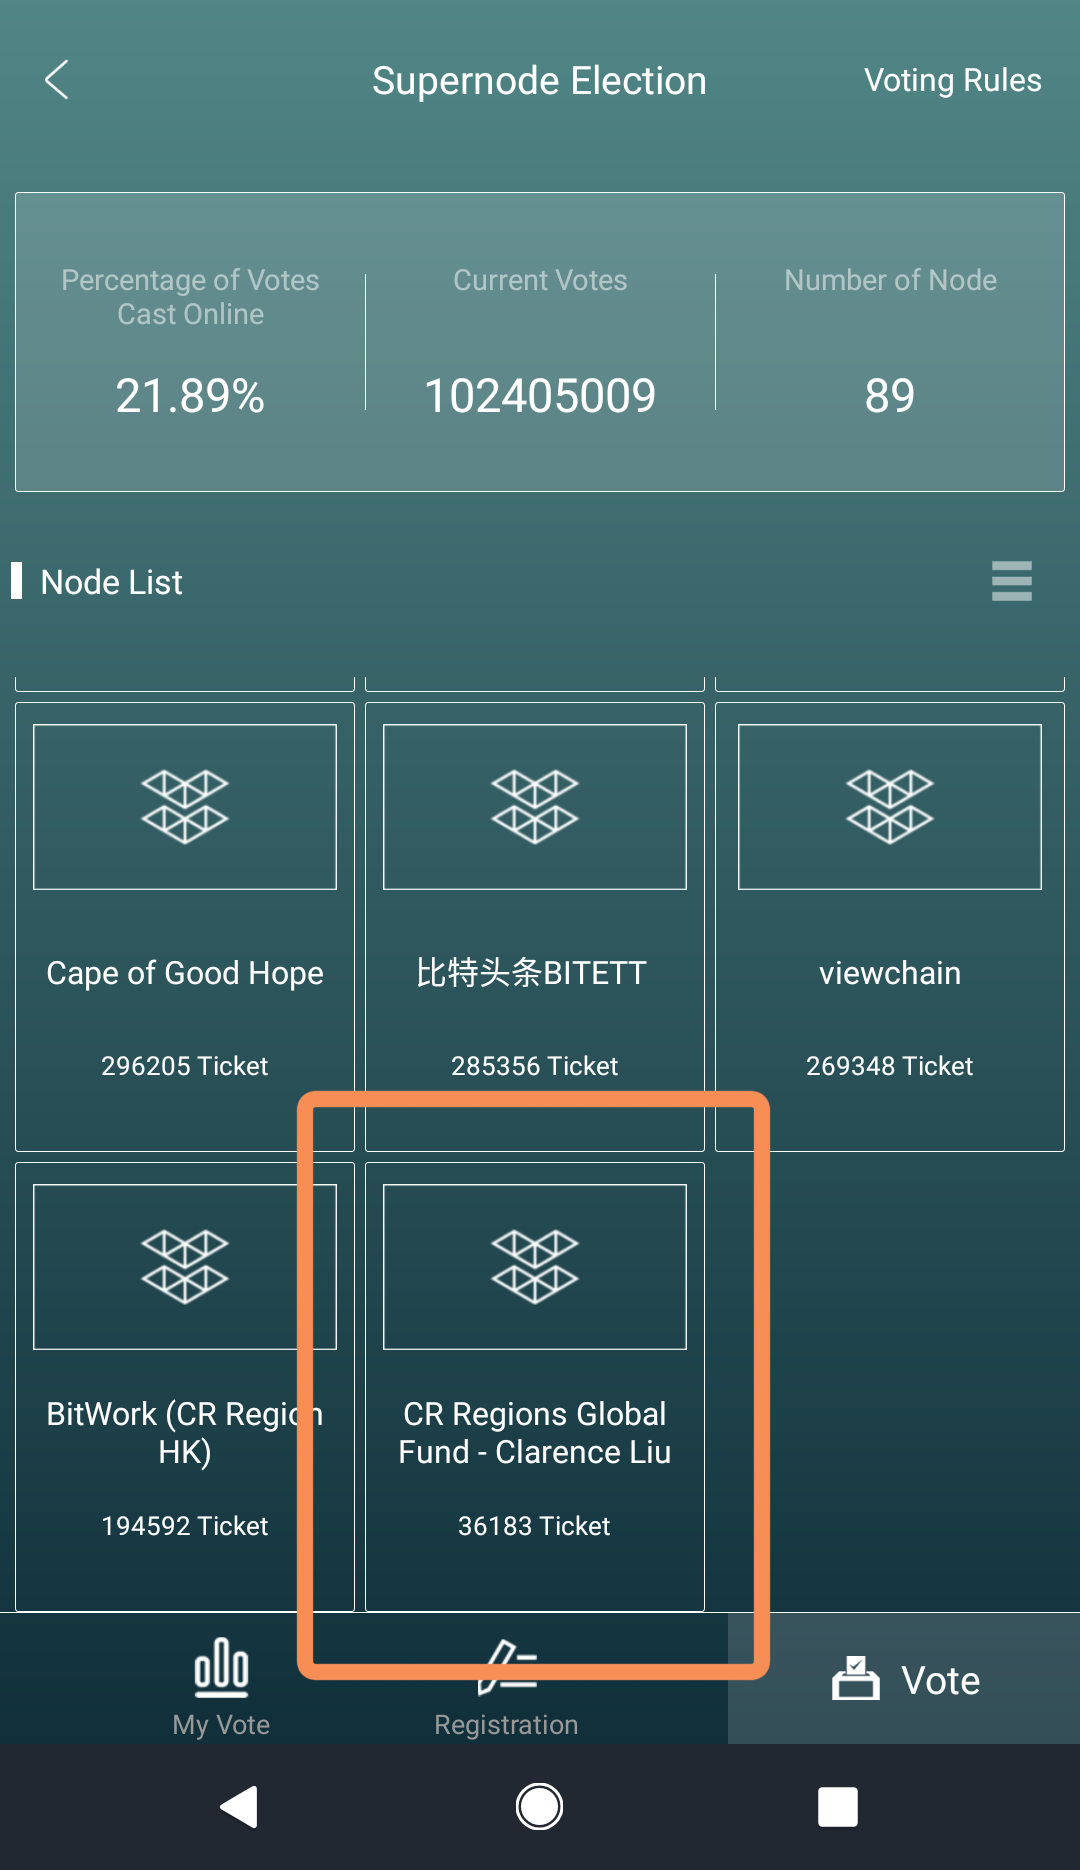 Supernode Election
Voting Rules
Percentage of Votes
Cast Online
21.89%
Current Votes
102405009
Number of Node
89
Node List
Cape of Good Hope
296205 Ticket
比特头条BITETT
285356 Ticket
viewchain
269348 Ticket
BitWork (CR Region
HK)
194592 Ticket
CR Regions Global
Fund - Clarence Liu
36183 Ticket
My Vote
Registration
Vote